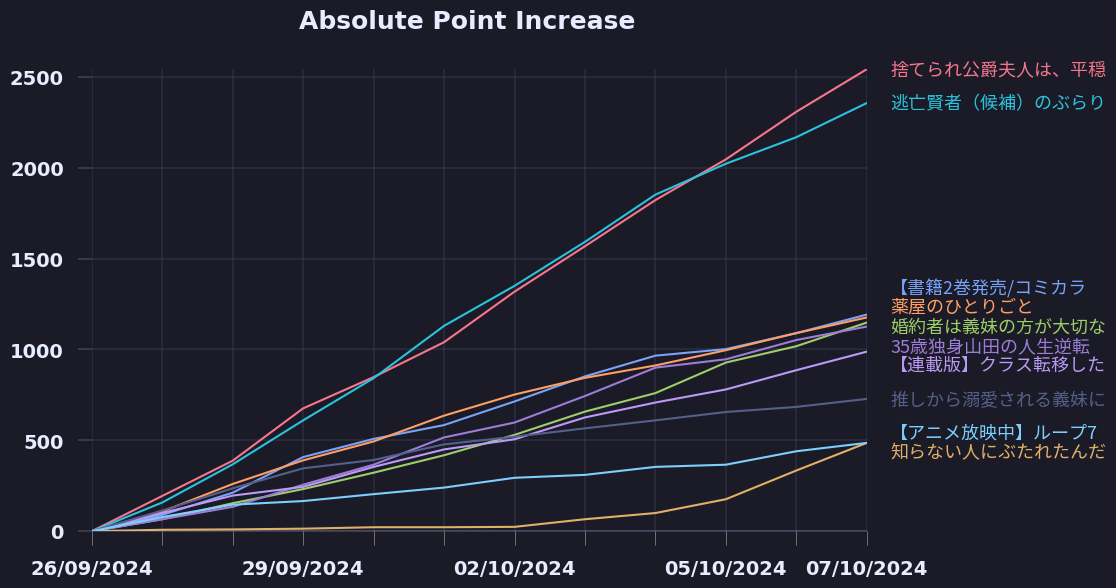 Absolute Point Increase
2500
2000
1500
1000
500
0
26/09/2024
29/09/2024
02/10/2024
05/10/2024
07/10/2024
捨てられ公爵夫人は、平穏
逃亡賢者（候補）のぶらり
【書籍2巻発売/コミカラ
薬屋のひとりごと
婚約者は義妹の方が大切な
35歳独身山田の人生逆転
【連載版】クラス転移した
推しから溺愛される義妹に
【アニメ放映中】ループ7
知らない人にぶたれたんだ